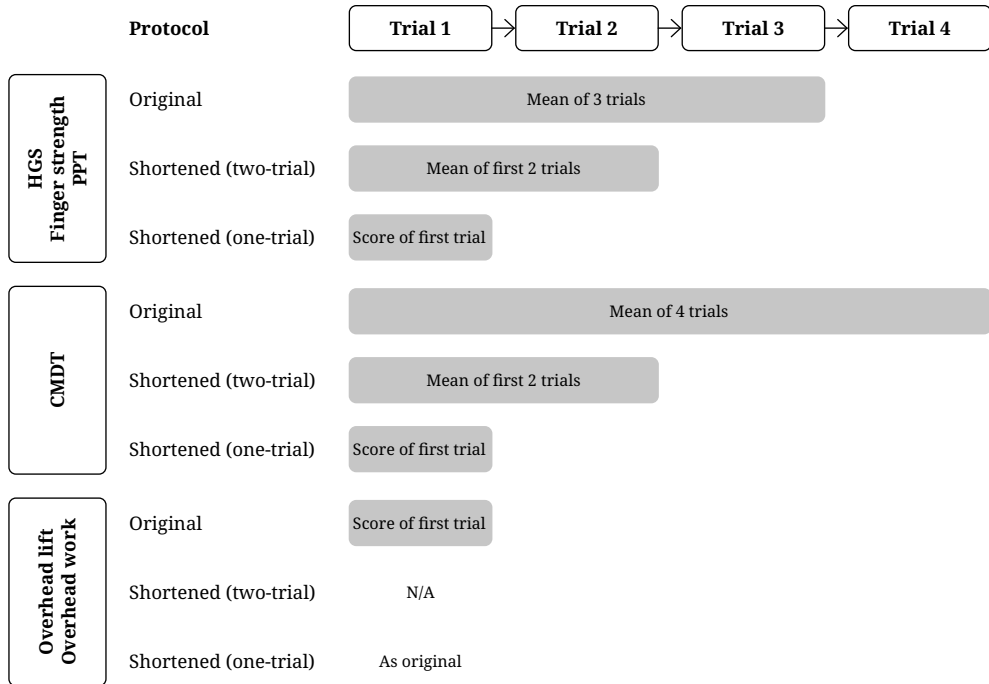 Protocol
Trial 1
Trial 2
Trial 3
Trial 4
HGS
Finger strength
PPT
Original
Mean of 3 trials
Shortened (two-trial)
Mean of first 2 trials
Shortened (one-trial)
Score of first trial
CMDT
Original
Mean of 4 trials
Shortened (two-trial)
Mean of first 2 trials
Shortened (one-trial)
Score of first trial
Overhead lift
Overhead work
Original
Score of first trial
Shortened (two-trial)
N/A
Shortened (one-trial)
As original